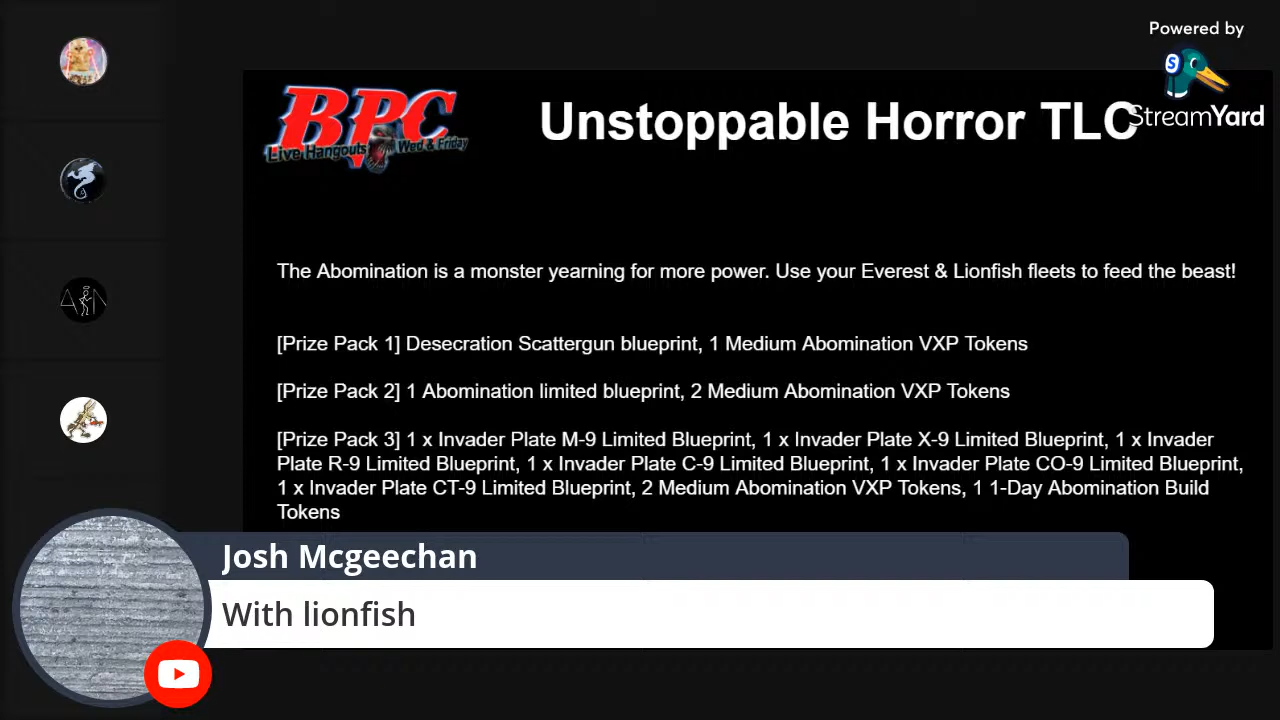 Powered by
S
StreamYard
BPC
Live Hangouts Wed & Friday
Unstoppable Horror TLC
The Abomination is a monster yearning for more power. Use your Everest & Lionfish fleets to feed the beast!
[Prize Pack 1] Desecration Scattergun blueprint, 1 Medium Abomination VXP Tokens
[Prize Pack 2] 1 Abomination limited blueprint, 2 Medium Abomination VXP Tokens
[Prize Pack 3] 1 x Invader Plate M-9 Limited Blueprint, 1 x Invader Plate X-9 Limited Blueprint, 1 x Invader
Plate R-9 Limited Blueprint, 1 x Invader Plate C-9 Limited Blueprint, 1 x Invader Plate CO-9 Limited Blueprint,
1 x Invader Plate CT-9 Limited Blueprint, 2 Medium Abomination VXP Tokens, 1 1-Day Abomination Build
Tokens
Josh Mcgeechan
With lionfish